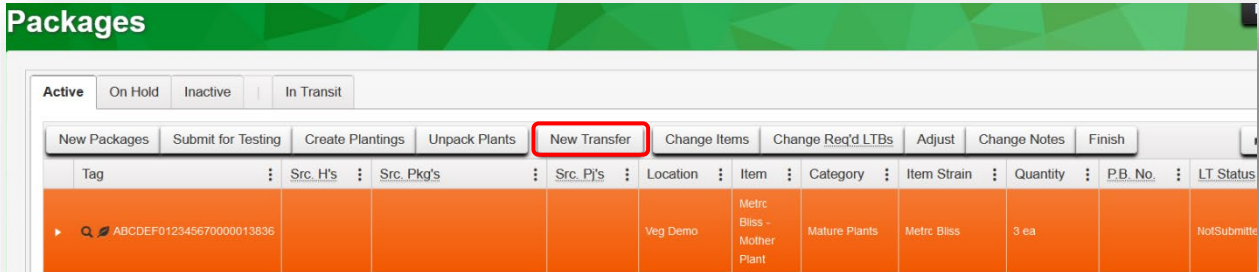 Packages
Active On Hold Inactive In Transit
New Packages Submit for Testing Create Plantings Unpack Plants New Transfer Change Items Change Req'd LTBs Adjust Change Notes Finish
Tag Src. H's Src. Pkg's Src. Pj's Location Item Category Item Strain Quantity P.B. No. LT Status
ABCDEF012345670000013836 Veg Demo Metrc Bliss - Mother Plant Mature Plants Metrc Bliss 3 ea NotSubmitte